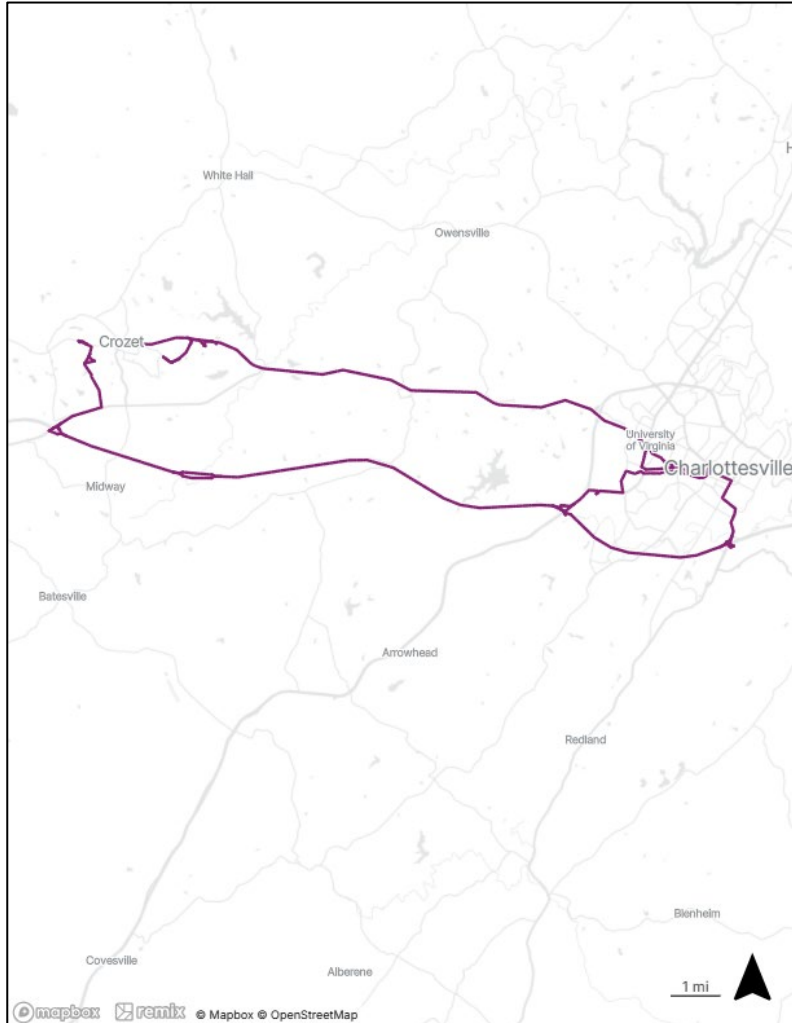 H
White Hall
Owensville
Crozet
University
of Virginia
Charlottesville
Midway
Batesville
Arrowhead
Redland
Blenheim
Covesville
Alberene
1 mi
mapbox remix © Mapbox © OpenStreetMap